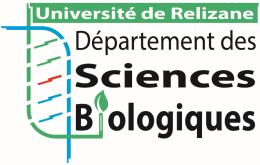 Université de Relizane
Département des
Sciences
Biologiques